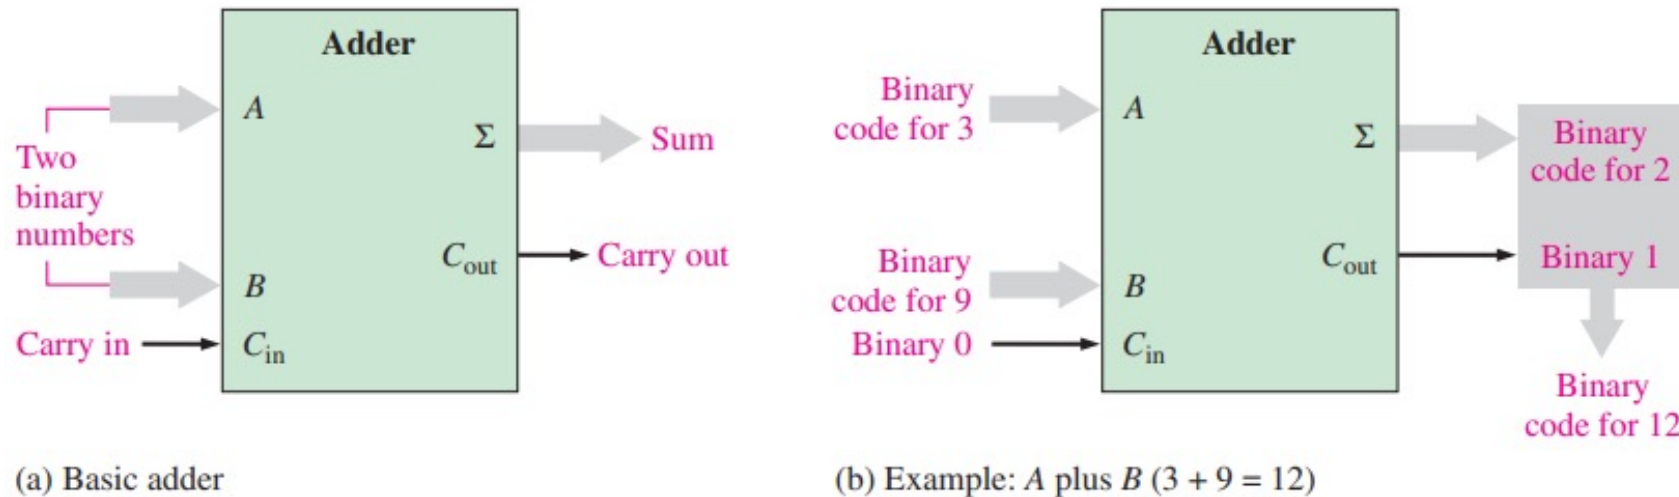 Adder
A
Σ
Sum
Two
binary
numbers
Cout
Carry out
B
Carry in
Cin
(a) Basic adder
Adder
Binary
code for 3
A
Σ
Binary
code for 2
Binary
code for 9
B
Cout
Binary 1
Binary 0
Cin
Binary
code for 12
(b) Example: A plus B (3 + 9 = 12)